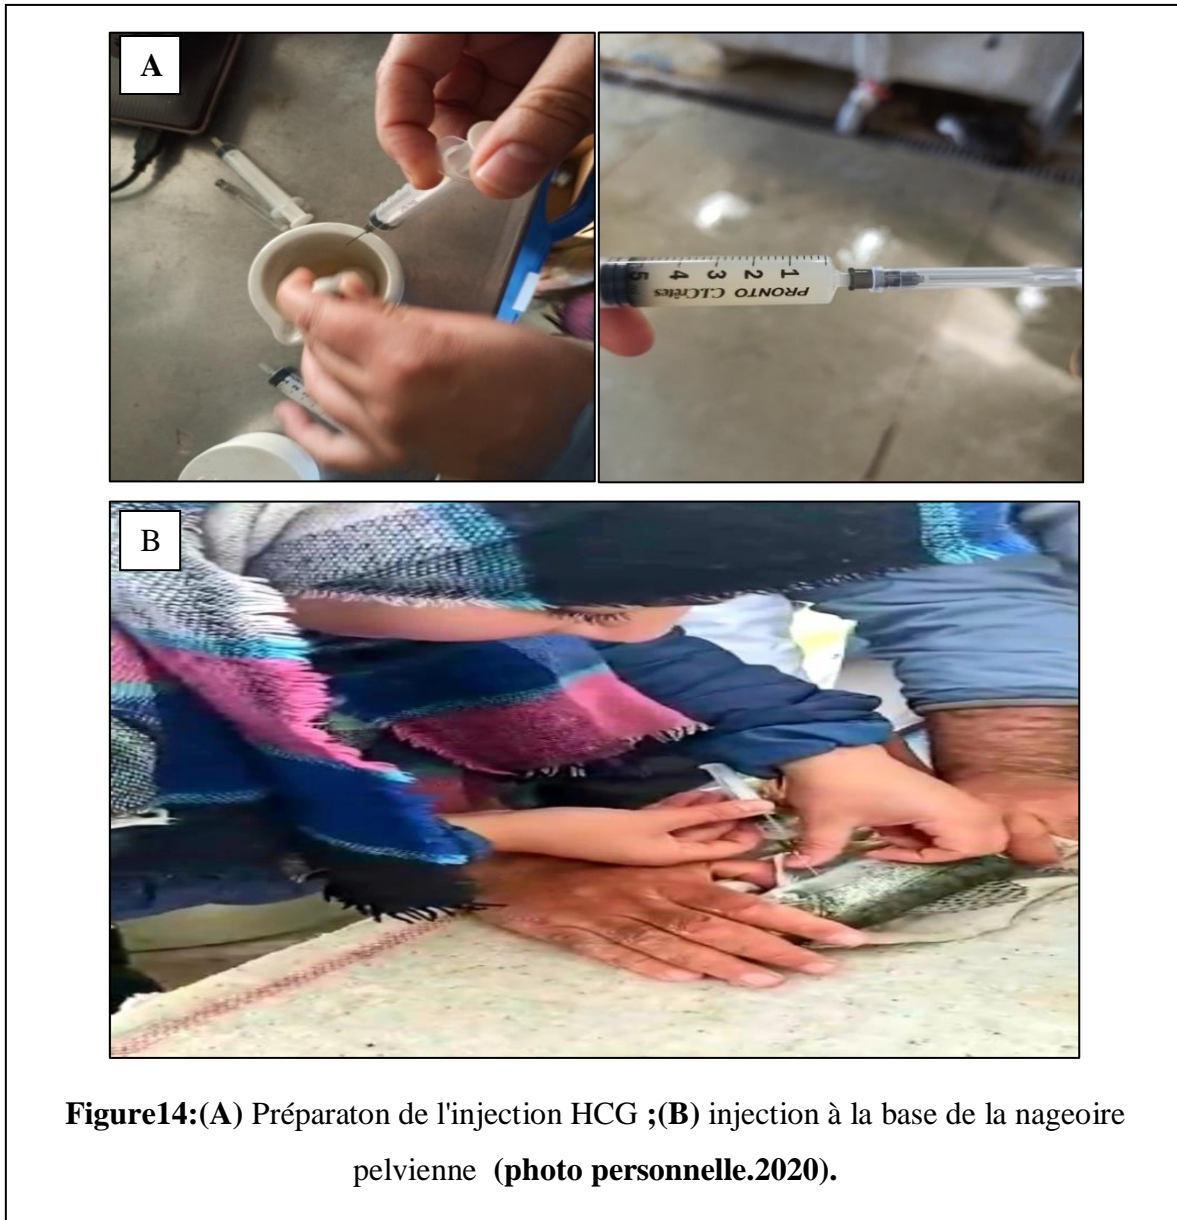 A
1 2 3 4 5
PRONTO C.I.Crêtes
B
Figure14:(A) Préparaton de l'injection HCG ;(B) injection à la base de la nageoire
pelvienne (photo personnelle.2020).